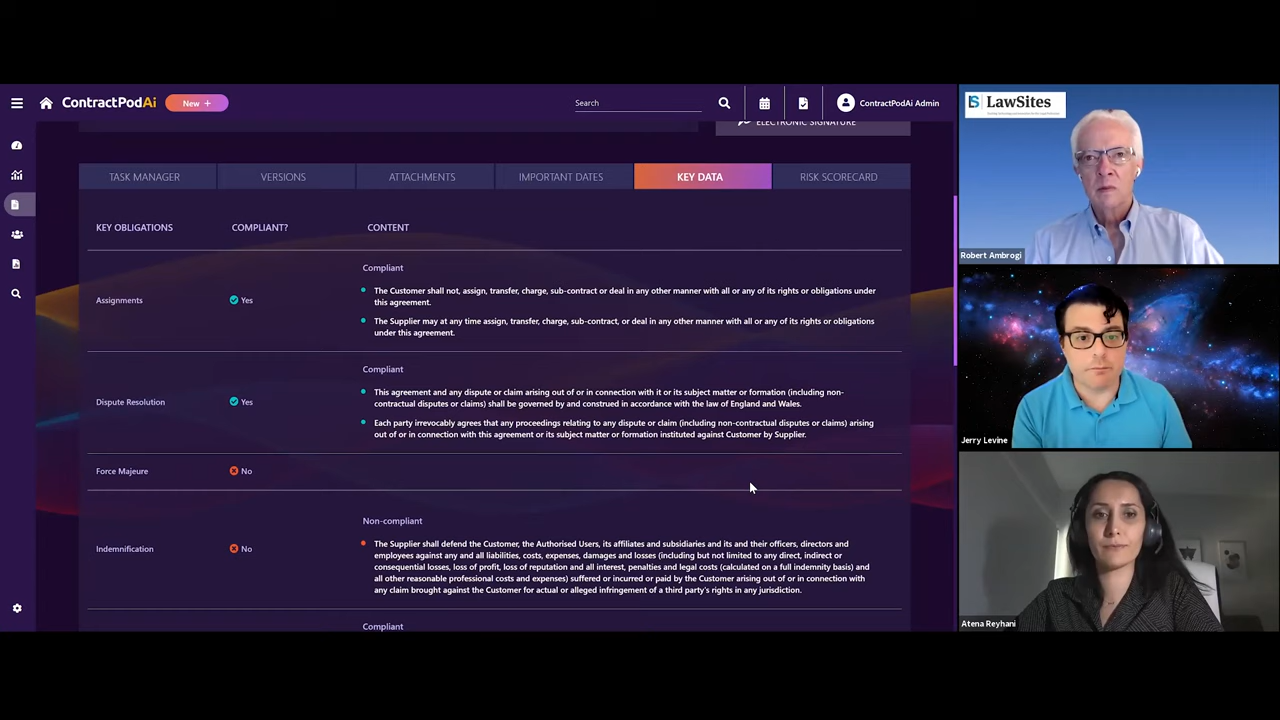 ContractPodAi
New +
Search
ContractPodAi Admin
ELECTRONIC SIGNATURE
TASK MANAGER
VERSIONS
ATTACHMENTS
IMPORTANT DATES
KEY DATA
RISK SCORECARD
KEY OBLIGATIONS
COMPLIANT?
CONTENT
Assignments
Yes
Compliant
The Customer shall not, assign, transfer, charge, sub-contract or deal in any other manner with all or any of its rights or obligations under
this agreement.
The Supplier may at any time assign, transfer, charge, sub-contract, or deal in any other manner with all or any of its rights or obligations
under this agreement.
Dispute Resolution
Yes
Compliant
This agreement and any dispute or claim arising out of or in connection with it or its subject matter or formation (including non-
contractual disputes or claims) shall be governed by and construed in accordance with the law of England and Wales.
Each party irrevocably agrees that any proceedings relating to any dispute or claim (including non-contractual disputes or claims) arising
out of or in connection with this agreement or its subject matter or formation instituted against Customer by Supplier.
Force Majeure
No
Indemnification
No
Non-compliant
The Supplier shall defend the Customer, the Authorised Users, its affiliates and subsidiaries and its and their officers, directors and
employees against any and all liabilities, costs, expenses, damages and losses (including but not limited to any direct, indirect or
consequential losses, loss of profit, loss of reputation and all interest, penalties and legal costs (calculated on a full indemnity basis) and
all other reasonable professional costs and expenses) suffered or incurred or paid by the Customer arising out of or in connection with
any claim brought against the Customer for actual or alleged infringement of a third party's rights in any jurisdiction.
Compliant
LawSites
Robert Ambrogi
Jerry Levine
Atena Reyhani